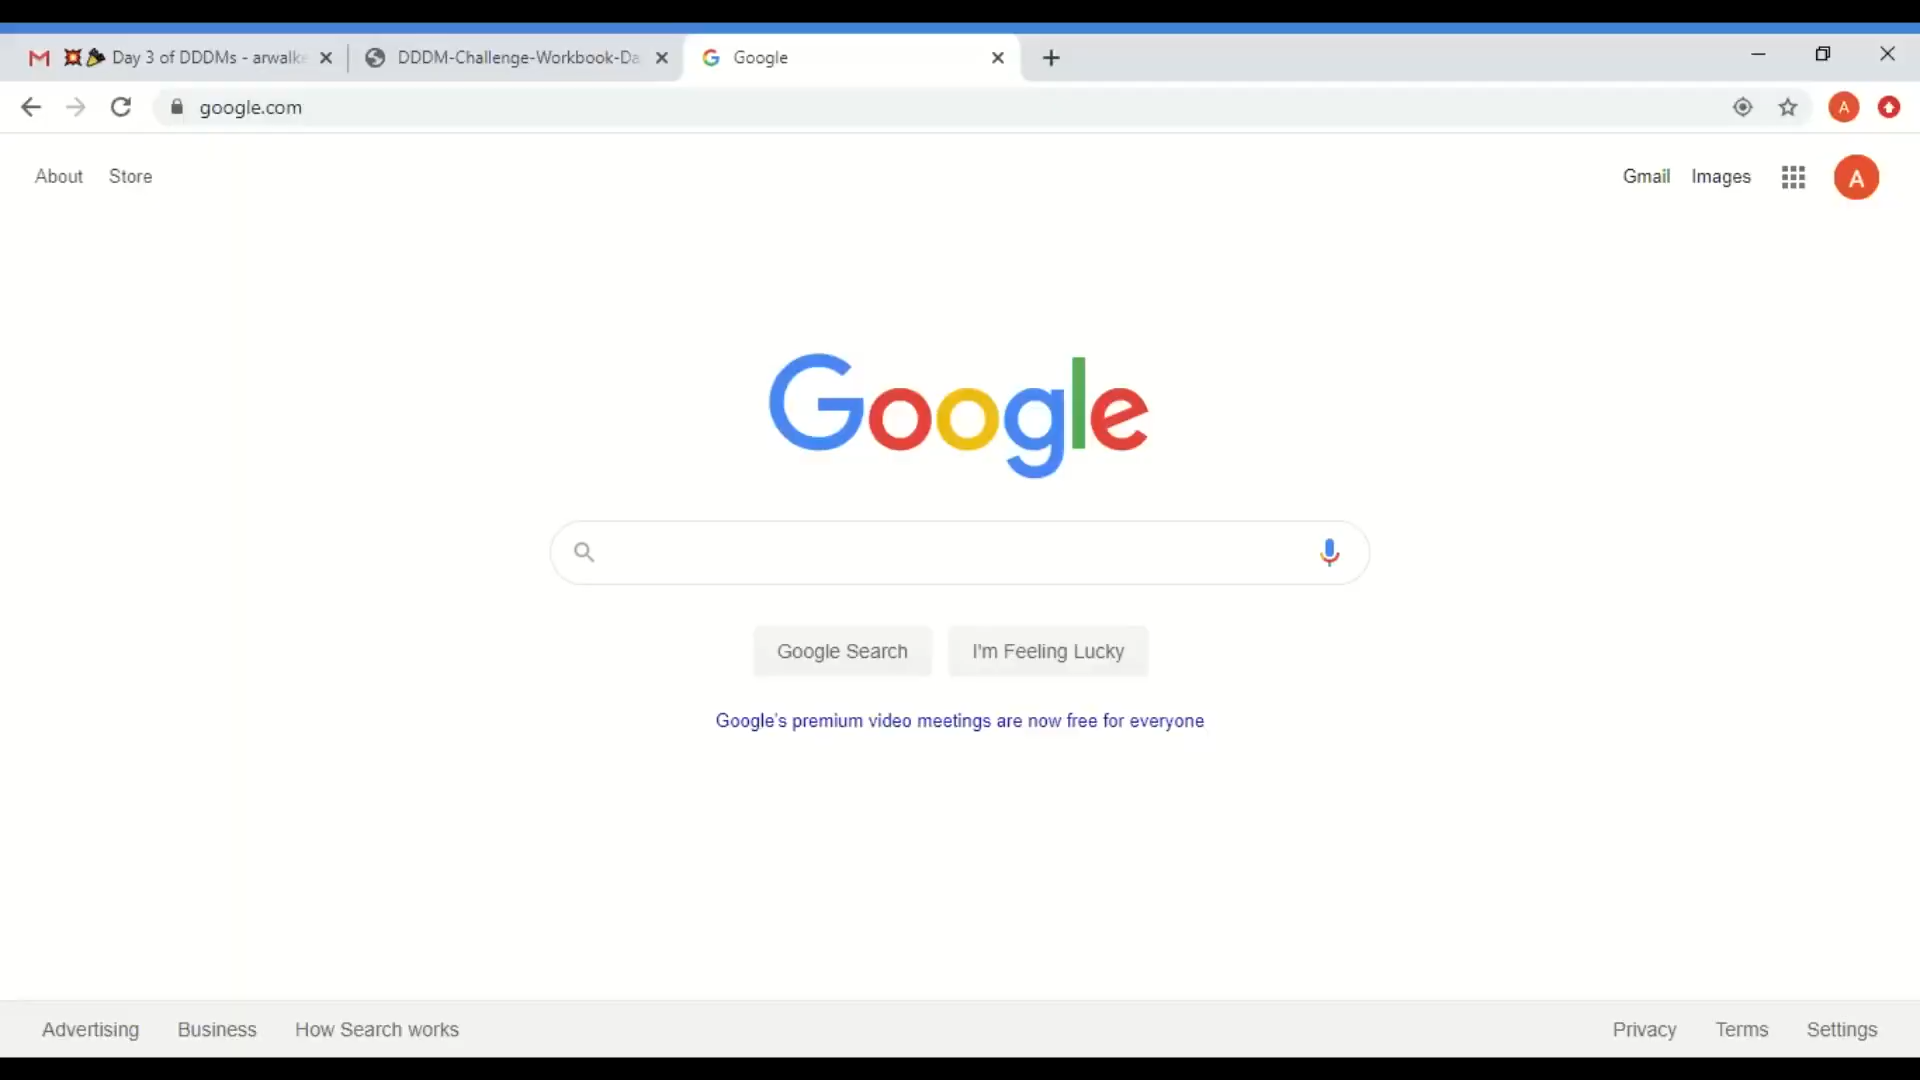 Day 3 of DDDMs - arwalk
DDDM-Challenge-Workbook-Da
Google
google.com
A
About
Store
Gmail
Images
A
Google
Google Search
I'm Feeling Lucky
Google's premium video meetings are now free for everyone
Advertising
Business
How Search works
Privacy
Terms
Settings